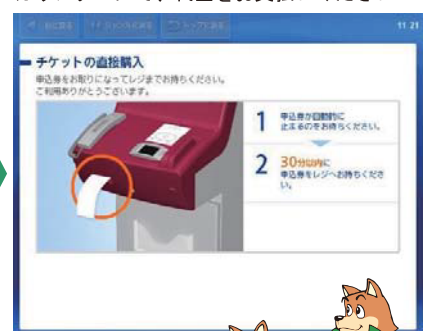 11 21
チケットの直接購入
申込券をお取りになってレジまでお持ちください。
ご利用ありがとうございます。
1 申込券が自動的に
止まるのをお待ちください。
2 30分以内に
申込券をレジへお持ちくださ
い。